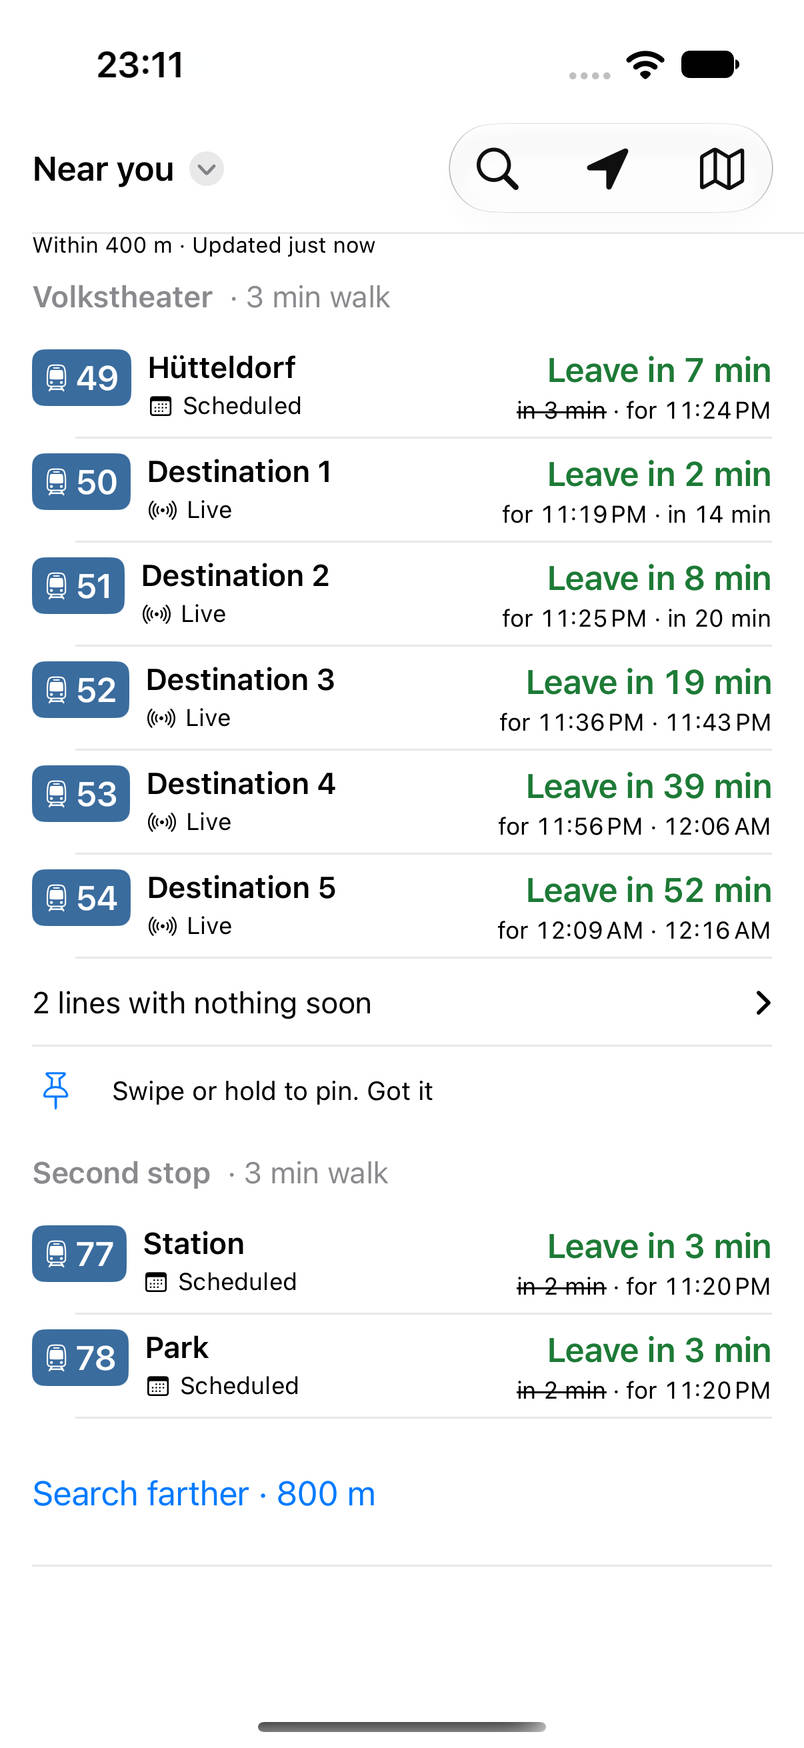 23:11
Near you
Within 400 m · Updated just now
Volkstheater · 3 min walk
49 Hütteldorf Leave in 7 min
Scheduled in 3 min · for 11:24 PM
50 Destination 1 Leave in 2 min
Live for 11:19 PM · in 14 min
51 Destination 2 Leave in 8 min
Live for 11:25 PM · in 20 min
52 Destination 3 Leave in 19 min
Live for 11:36 PM · 11:43 PM
53 Destination 4 Leave in 39 min
Live for 11:56 PM · 12:06 AM
54 Destination 5 Leave in 52 min
Live for 12:09 AM · 12:16 AM
2 lines with nothing soon
Swipe or hold to pin. Got it
Second stop · 3 min walk
77 Station Leave in 3 min
Scheduled in 2 min · for 11:20 PM
78 Park Leave in 3 min
Scheduled in 2 min · for 11:20 PM
Search farther · 800 m